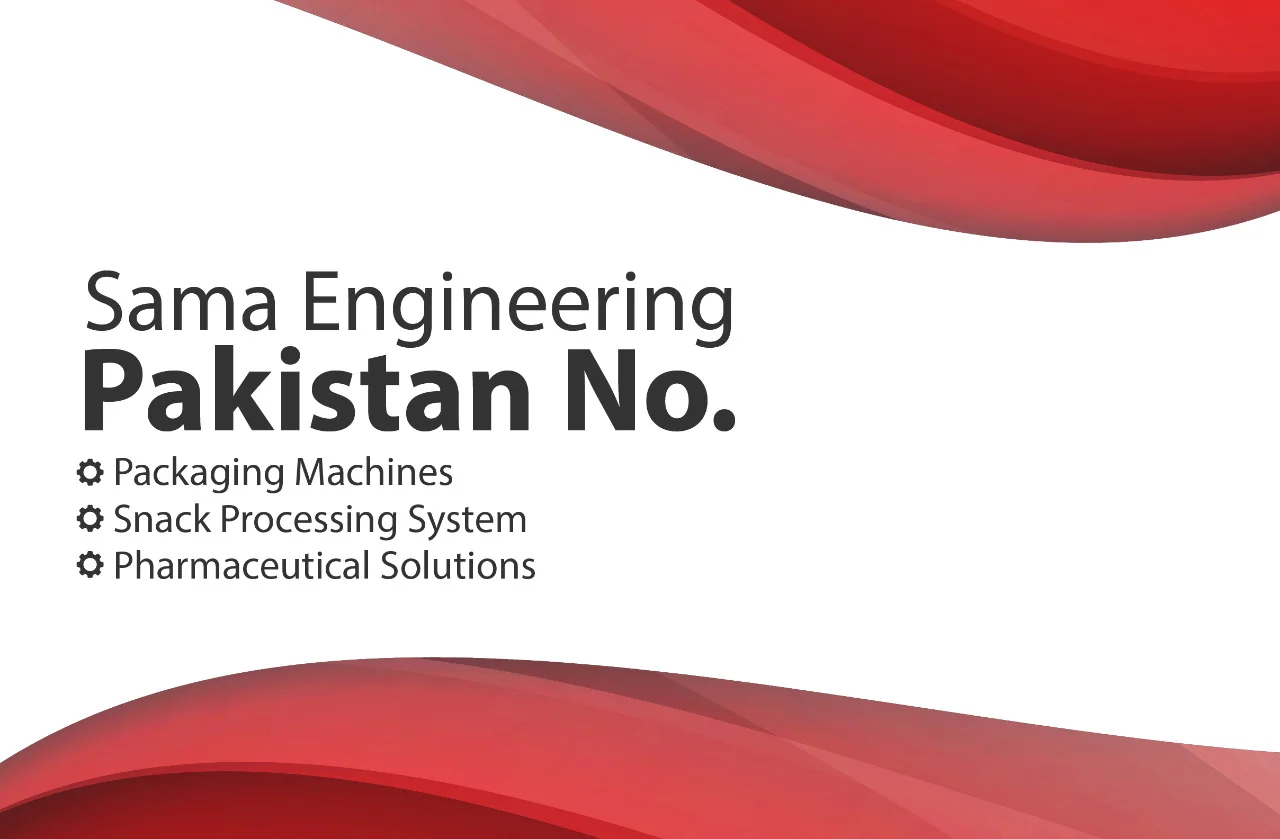 Sama Engineering
Pakistan No.
Packaging Machines
Snack Processing System
Pharmaceutical Solutions